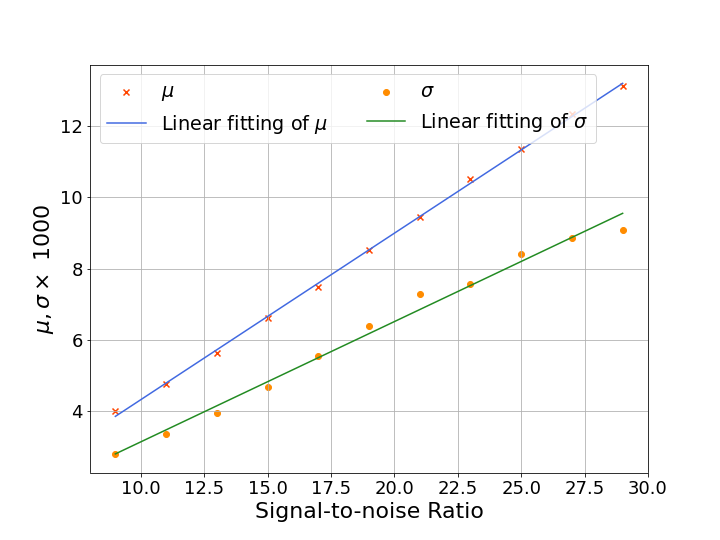 μ
σ
Linear fitting of μ
Linear fitting of σ
12
10
8
6
4
μ, σ × 1000
10.0 12.5 15.0 17.5 20.0 22.5 25.0 27.5 30.0
Signal-to-noise Ratio